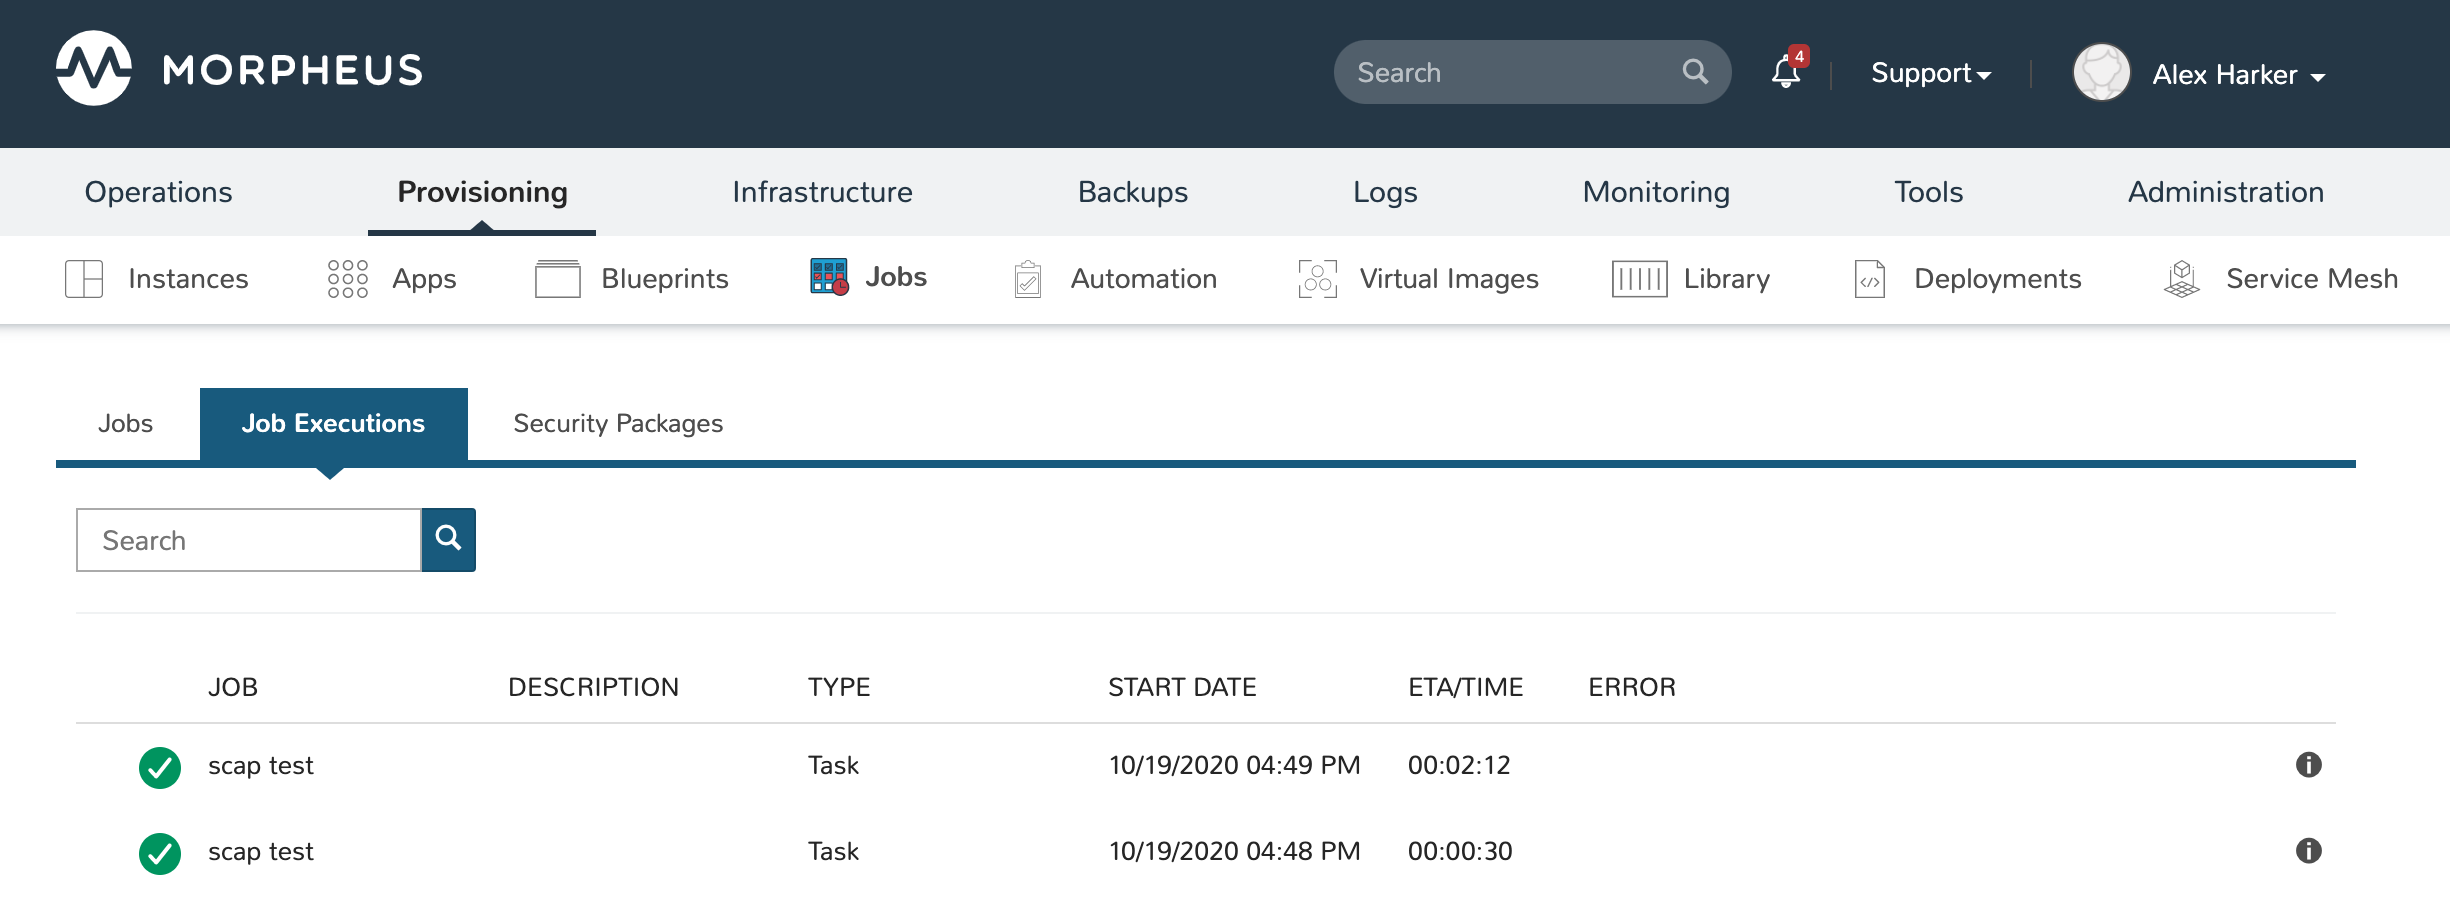 MORPHEUS
Search
4
Support
Alex Harker
Operations Provisioning Infrastructure Backups Logs Monitoring Tools Administration
Instances Apps Blueprints Jobs Automation Virtual Images Library Deployments Service Mesh
Jobs Job Executions Security Packages
Search
JOB DESCRIPTION TYPE START DATE ETA/TIME ERROR
scap test Task 10/19/2020 04:49 PM 00:02:12
scap test Task 10/19/2020 04:48 PM 00:00:30